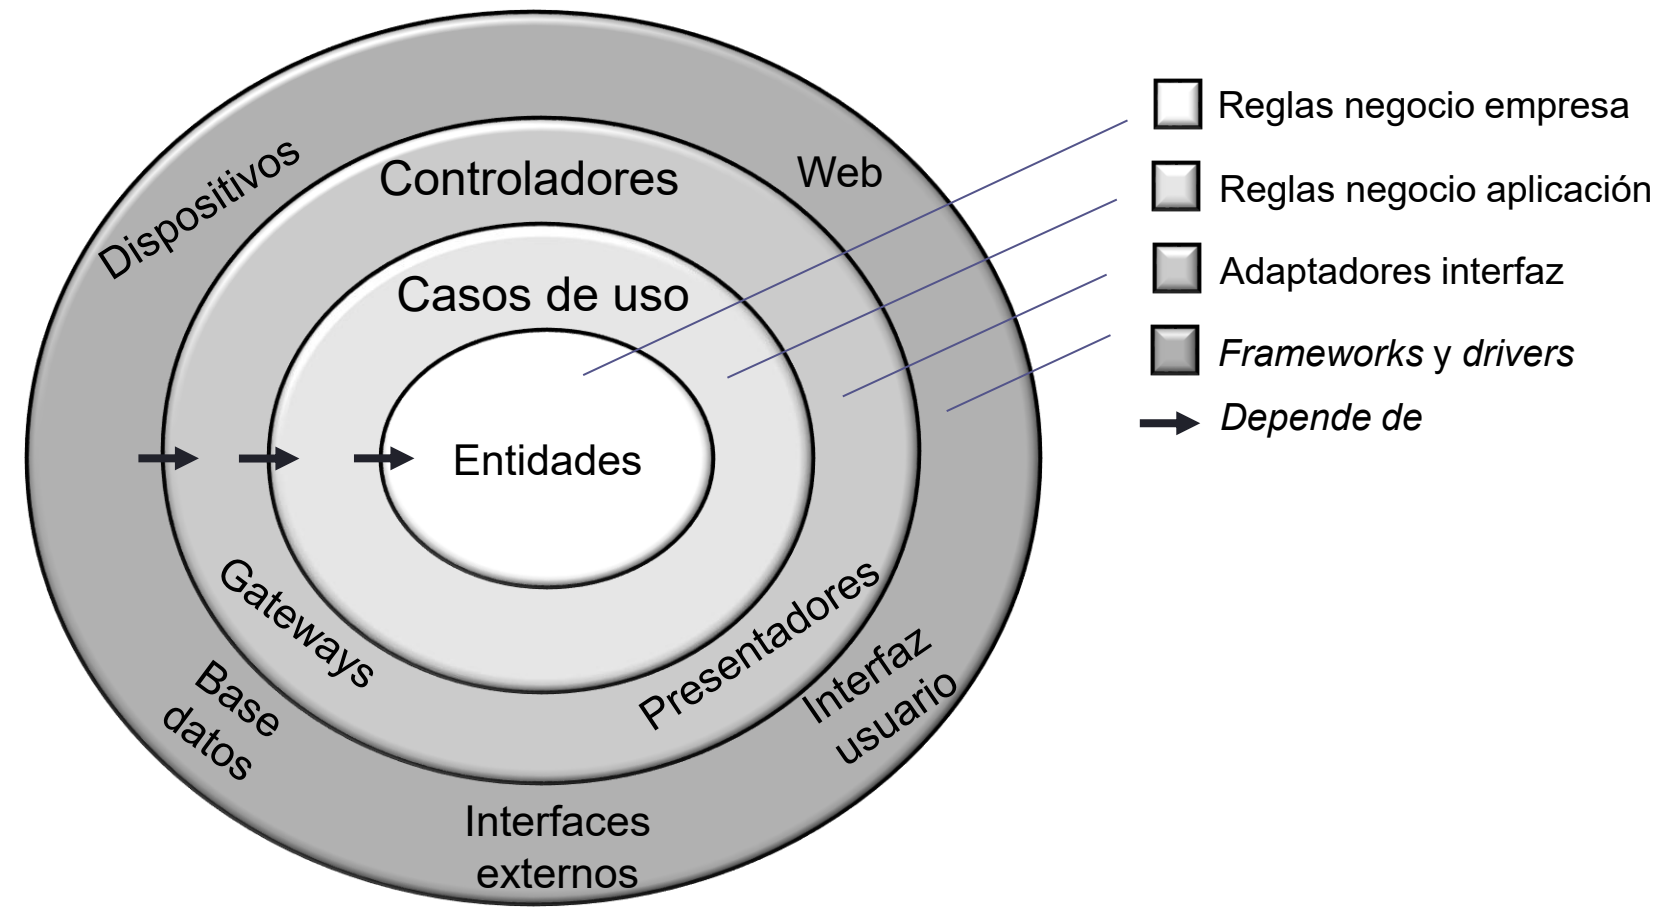 Dispositivos
Controladores
Web
Casos de uso
Entidades
Gateways
Presentadores
Base
datos
Interfaz
usuario
Interfaces
externos
Reglas negocio empresa
Reglas negocio aplicación
Adaptadores interfaz
Frameworks y drivers
Depende de